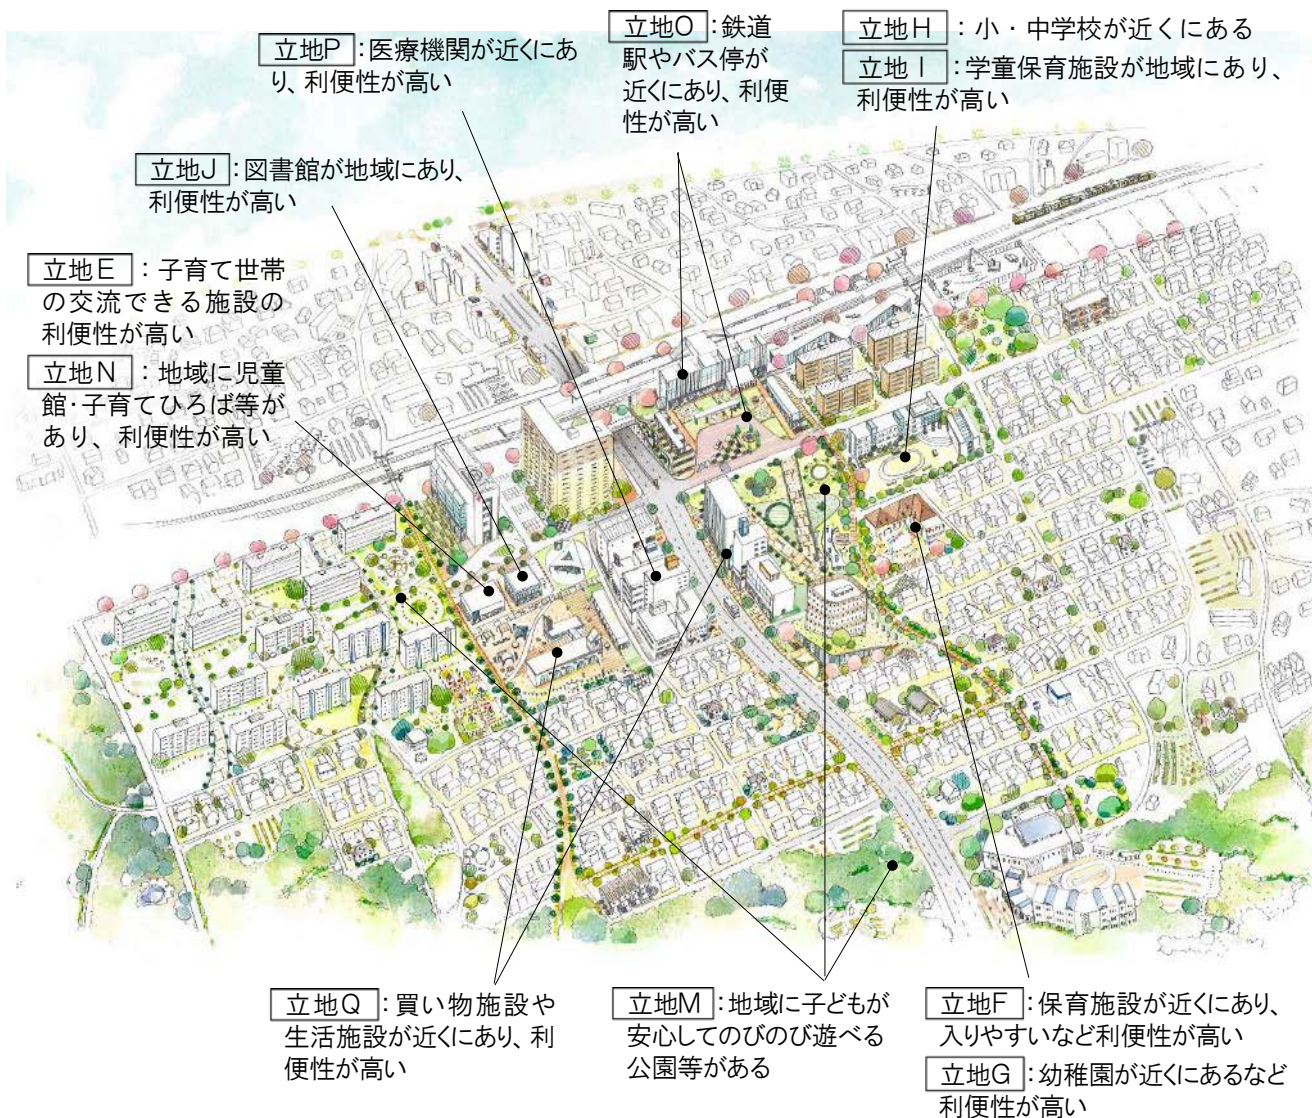 立地P：医療機関が近くにあ
り、利便性が高い
立地O：鉄道
駅やバス停が
近くにあり、利便
性が高い
立地H：小・中学校が近くにある
立地I：学童保育施設が地域にあり、
利便性が高い
立地J：図書館が地域にあり、
利便性が高い
立地E：子育て世帯
の交流できる施設の
利便性が高い
立地N：地域に児童
館・子育てひろば等が
あり、利便性が高い
立地Q：買い物施設や
生活施設が近くにあり、利
便性が高い
立地M：地域に子どもが
安心してのびのび遊べる
公園等がある
立地F：保育施設が近くにあり、
入りやすいなど利便性が高い
立地G：幼稚園が近くにあるなど
利便性が高い